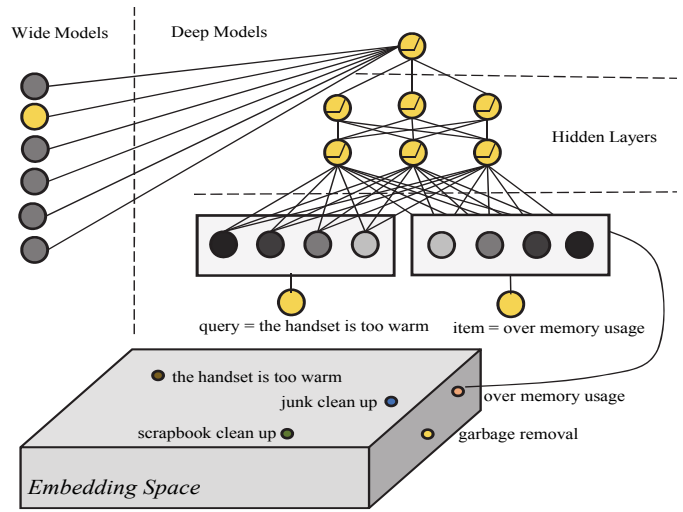 Wide Models
Deep Models
Hidden Layers
query = the handset is too warm
item = over memory usage
the handset is too warm
junk clean up
over memory usage
scrapbook clean up
garbage removal
Embedding Space